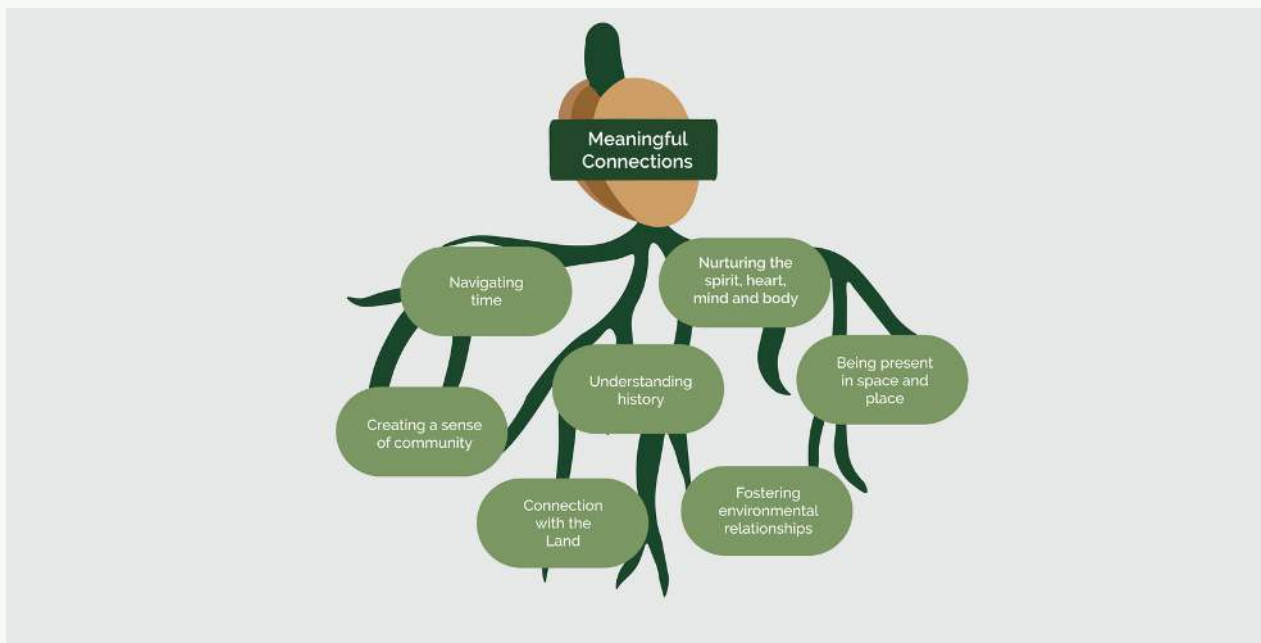 Meaningful
Connections
Navigating
time
Nurturing the
spirit, heart,
mind and body
Understanding
history
Being present
in space and
place
Creating a sense
of community
Connection
with the
Land
Fostering
environmental
relationships